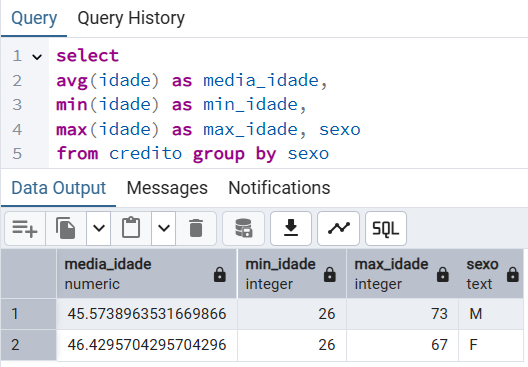 Query Query History
1 select
2 avg(idade) as media_idade,
3 min(idade) as min_idade,
4 max(idade) as max_idade, sexo
5 from credito group by sexo
Data Output Messages Notifications
SQL
media_idade min_idade max_idade sexo
numeric integer integer text
1 45.5738963531669866 26 73 M
2 46.4295704295704296 26 67 F